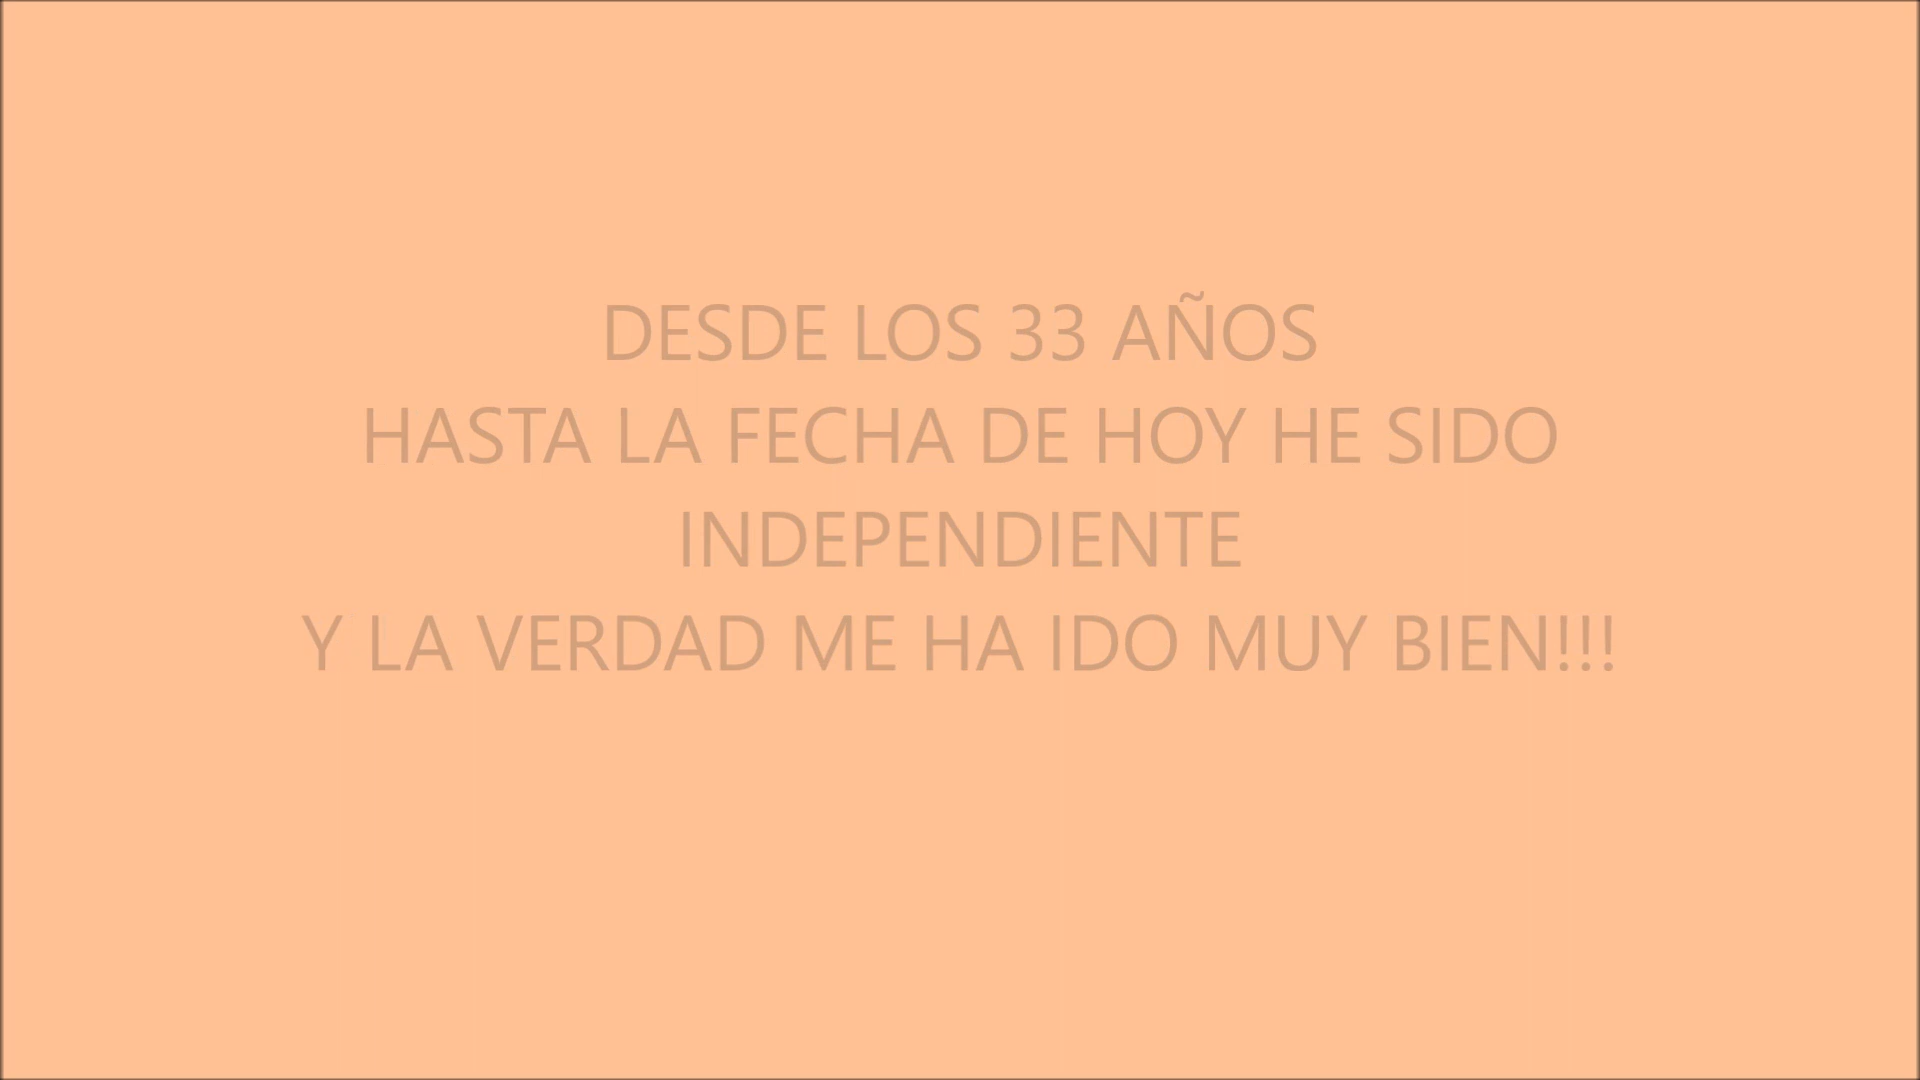 DESDE LOS 33 AÑOS
HASTA LA FECHA DE HOY HE SIDO
INDEPENDIENTE
Y LA VERDAD ME HA IDO MUY BIEN!!!